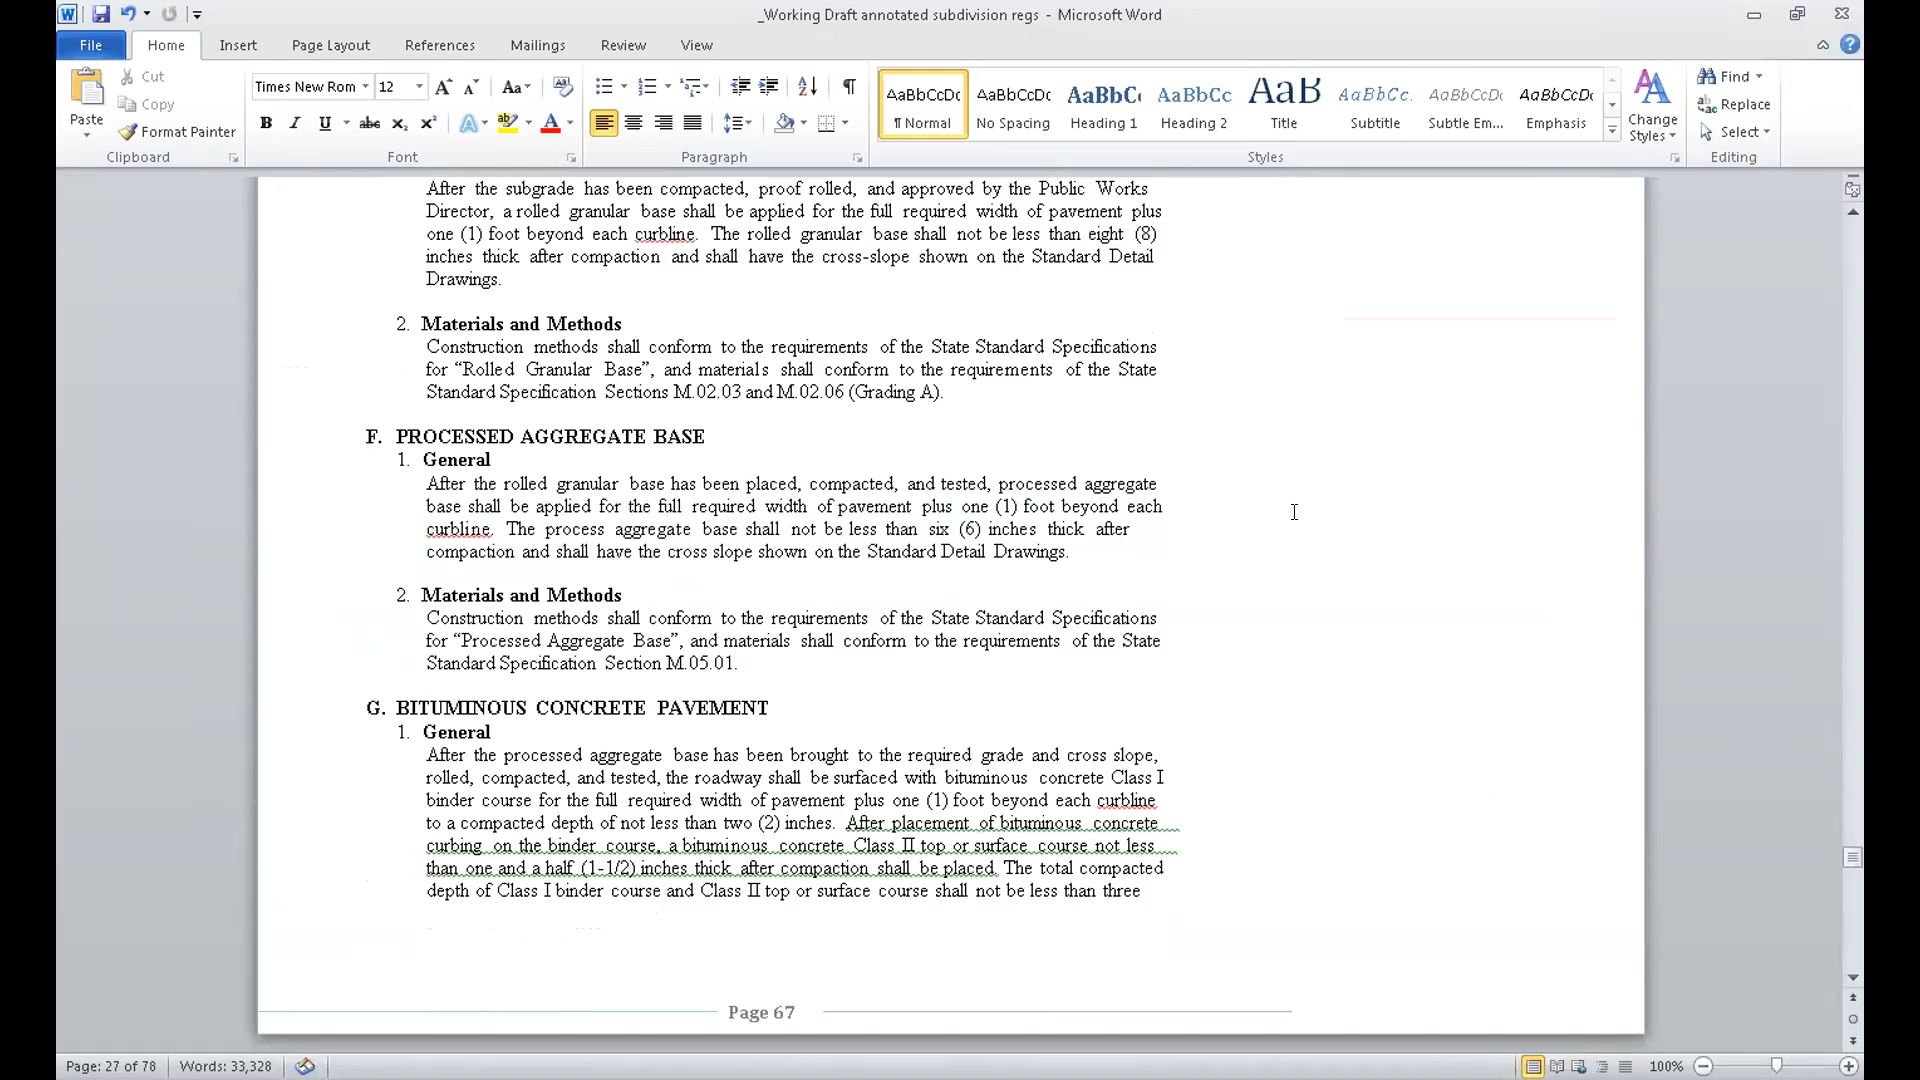 _Working Draft annotated subdivision regs - Microsoft Word
File Home Insert Page Layout References Mailings Review View
Paste
Cut
Copy
Format Painter
Clipboard
Times New Rom 12
Font
Paragraph
AaBbCcDc AaBbCcDc AaBbCc AaBbCc AaB AaBbCc. AaBbCcDc AaBbCcDc
¶ Normal No Spacing Heading 1 Heading 2 Title Subtitle Subtle Em... Emphasis
Styles
Change Styles
Find
Replace
Select
Editing
After the subgrade has been compacted, proof rolled, and approved by the Public Works
Director, a rolled granular base shall be applied for the full required width of pavement plus
one (1) foot beyond each curbline. The rolled granular base shall not be less than eight (8)
inches thick after compaction and shall have the cross-slope shown on the Standard Detail
Drawings.
2. Materials and Methods
Construction methods shall conform to the requirements of the State Standard Specifications
for “Rolled Granular Base”, and materials shall conform to the requirements of the State
Standard Specification Sections M.02.03 and M.02.06 (Grading A).
F. PROCESSED AGGREGATE BASE
1. General
After the rolled granular base has been placed, compacted, and tested, processed aggregate
base shall be applied for the full required width of pavement plus one (1) foot beyond each
curbline. The process aggregate base shall not be less than six (6) inches thick after
compaction and shall have the cross slope shown on the Standard Detail Drawings.
2. Materials and Methods
Construction methods shall conform to the requirements of the State Standard Specifications
for “Processed Aggregate Base”, and materials shall conform to the requirements of the State
Standard Specification Section M.05.01.
G. BITUMINOUS CONCRETE PAVEMENT
1. General
After the processed aggregate base has been brought to the required grade and cross slope,
rolled, compacted, and tested, the roadway shall be surfaced with bituminous concrete Class I
binder course for the full required width of pavement plus one (1) foot beyond each curbline
to a compacted depth of not less than two (2) inches. After placement of bituminous concrete
curbing on the binder course, a bituminous concrete Class II top or surface course not less
than one and a half (1-1/2) inches thick after compaction shall be placed. The total compacted
depth of Class I binder course and Class II top or surface course shall not be less than three
Page 67
Page: 27 of 78 Words: 33,328 100%